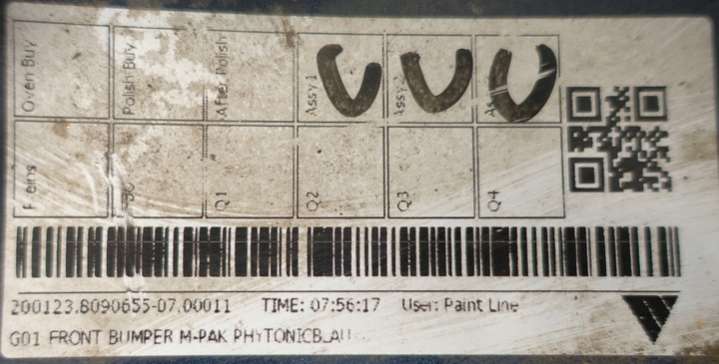 Oven Buy
Polish Buy
After Polish
Assy 1
Assy 2
Q1
Q2
Q3
Q4
200123.8090655-07.00011 TIME: 07:56:17 User: Paint Line
G01 FRONT BUMPER M-PAK PHYTONICBLAU